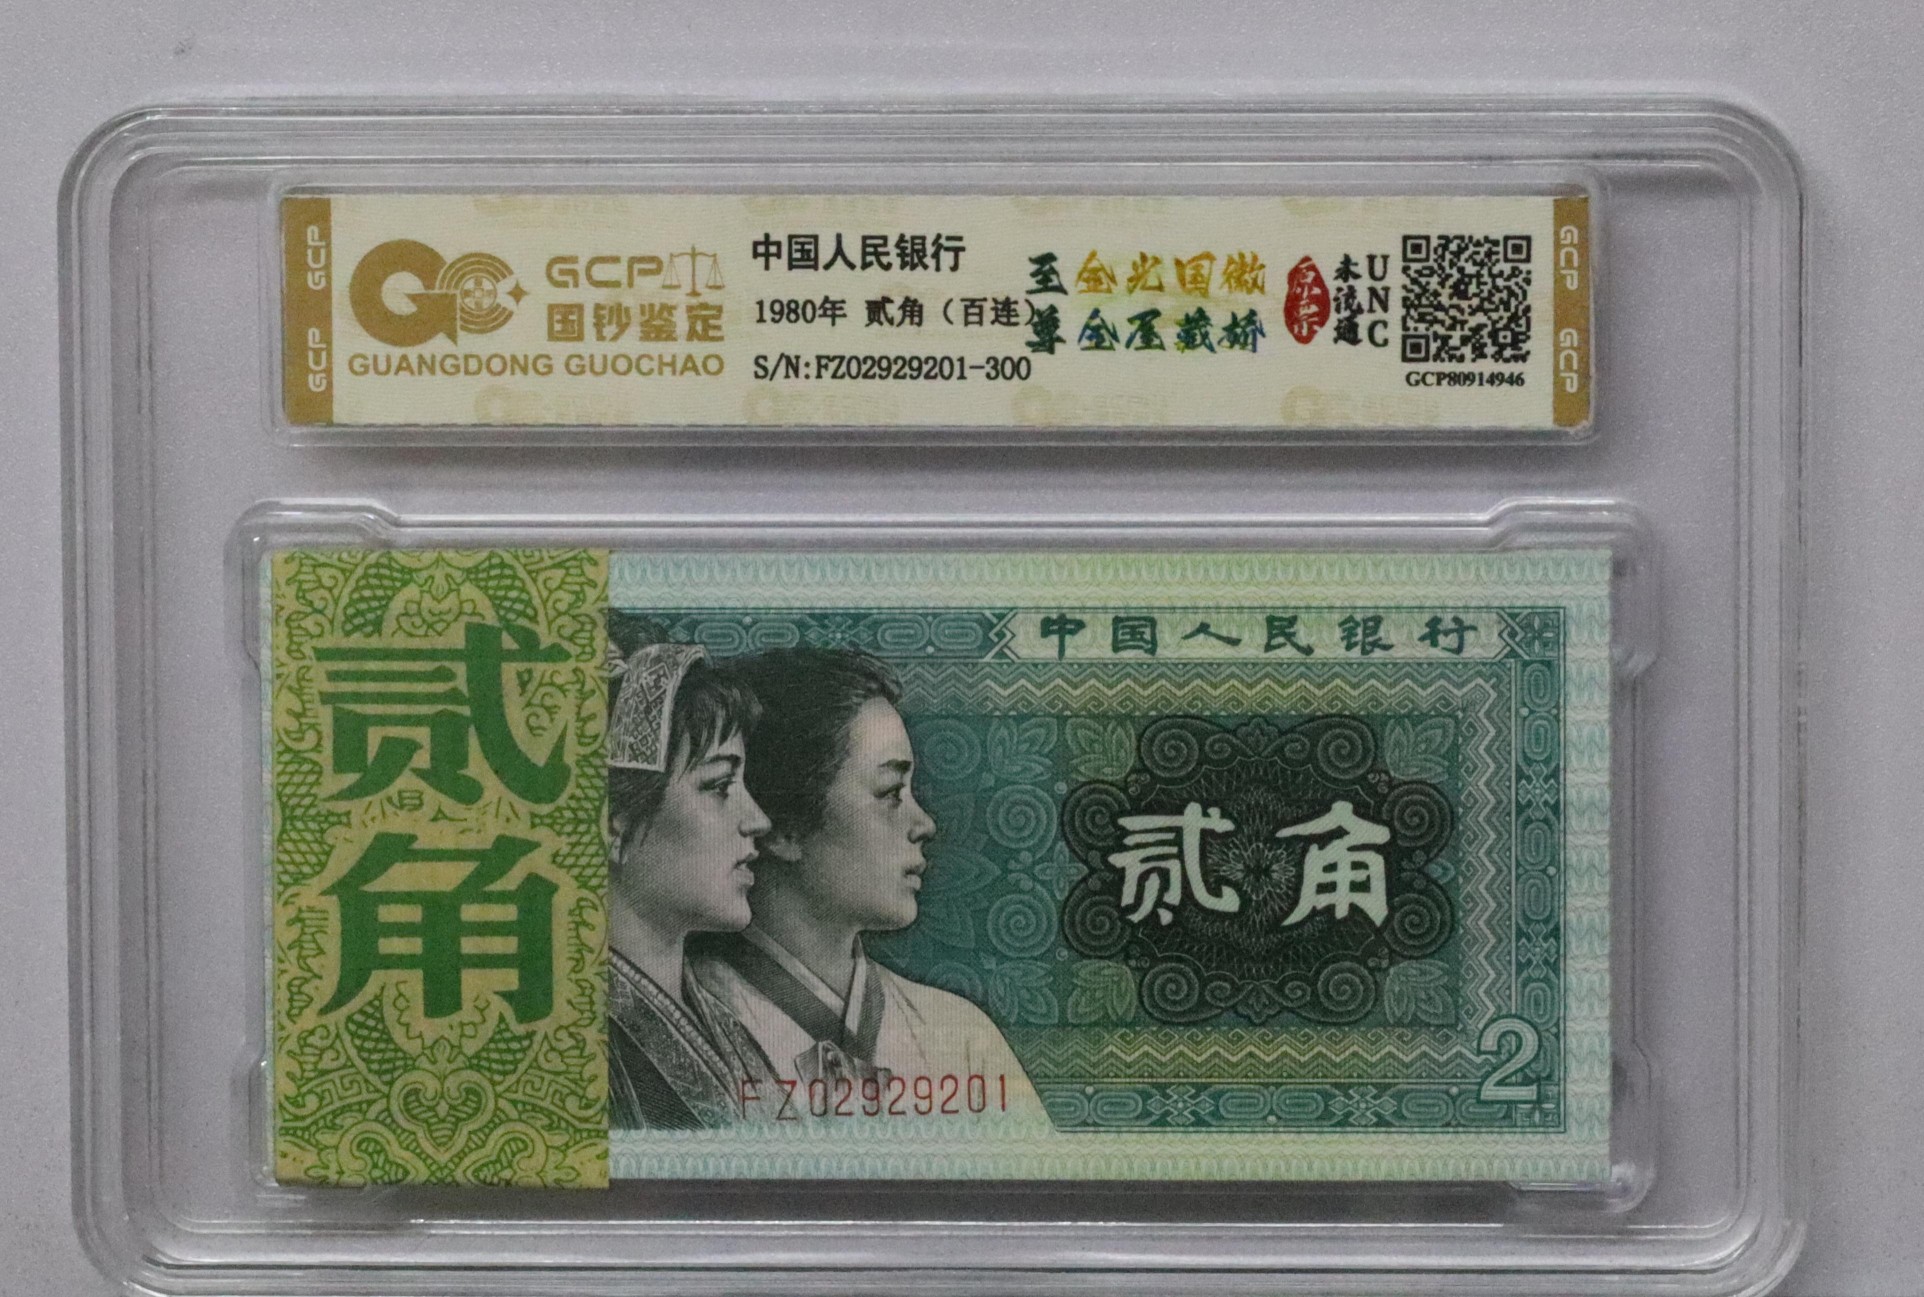 GCP
GCP
GCP
国钞鉴定
GUANGDONG GUOCHAO
中国人民银行
1980年 贰角（百连）
S/N:FZ02929201-300
至尊
金光国徽
金屋藏娇
原票
未流通
UNC
GCP80914946
GCP
GCP
贰角
中国人民银行
贰角
2
FZ02929201